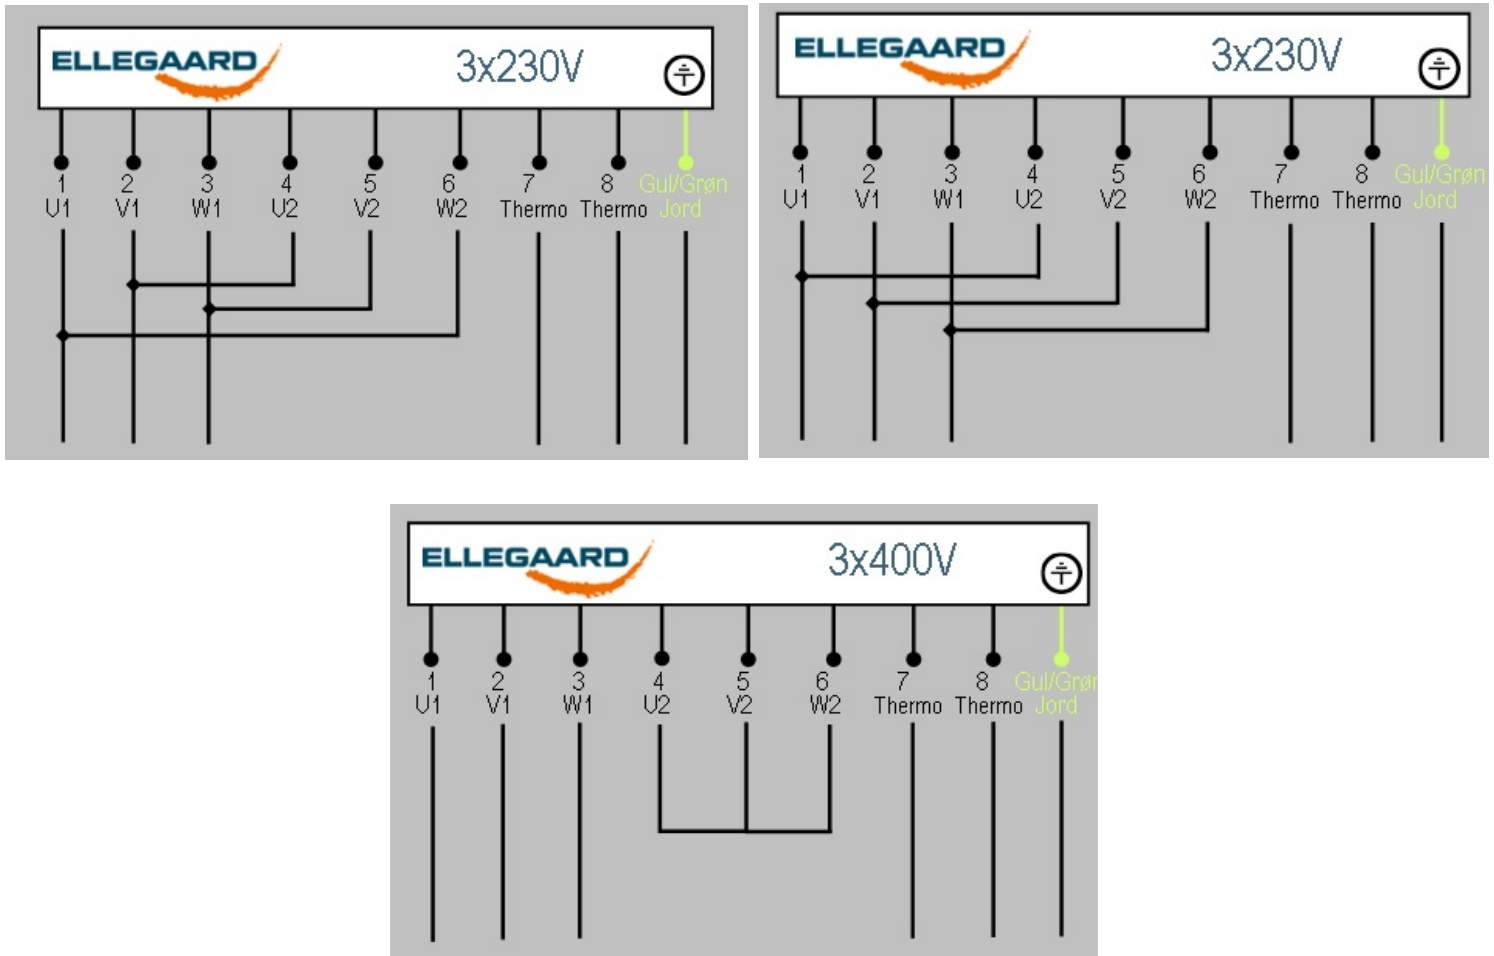 ELLEGAARD 3x230V
1 2 3 4 5 6 7 8 Gul/Grøn
U1 V1 W1 U2 V2 W2 Thermo Thermo Jord
ELLEGAARD 3x230V
1 2 3 4 5 6 7 8 Gul/Grøn
U1 V1 W1 U2 V2 W2 Thermo Thermo Jord
ELLEGAARD 3x400V
1 2 3 4 5 6 7 8 Gul/Grøn
U1 V1 W1 U2 V2 W2 Thermo Thermo Jord